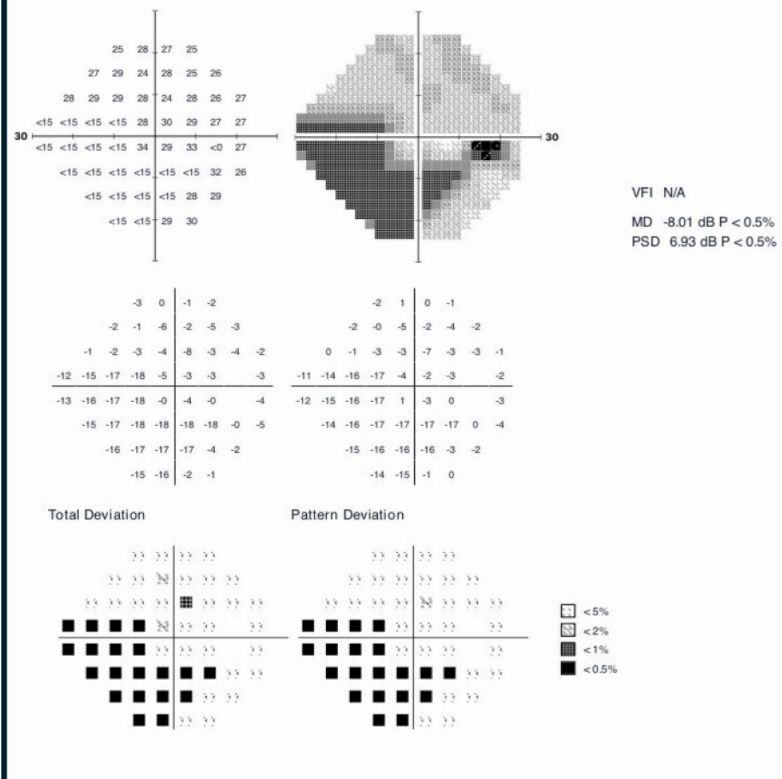 25 28 27 25
27 29 24 28 25 26
28 29 29 28 24 28 26 27
<15 <15 <15 <15 28 30 29 27 27
30 30
<15 <15 <15 <15 34 29 33 <0 27
<15 <15 <15 <15 <15 <15 32 26
<15 <15 <15 <15 28 29
<15 <15 29 30
VFI N/A
MD -8.01 dB P < 0.5%
PSD 6.93 dB P < 0.5%
-3 0 -1 -2
-2 -1 -6 -2 -5 -3
-1 -2 -3 -4 -8 -3 -4 -2
-12 -15 -17 -18 -5 -3 -3 -3
-13 -16 -17 -18 -0 -4 -0 -4
-15 -17 -18 -18 -18 -18 -0 -5
-16 -17 -17 -17 -4 -2
-15 -16 -2 -1
-2 1 0 -1
-2 -0 -5 -2 -4 -2
0 -1 -3 -3 -7 -3 -3 -1
-11 -14 -16 -17 -4 -2 -3 -2
-12 -15 -16 -17 1 -3 0 -3
-14 -16 -17 -17 -17 -17 0 -4
-15 -16 -16 -16 -3 -2
-14 -15 -1 0
Total Deviation
Pattern Deviation
<5%
<2%
<1%
<0.5%